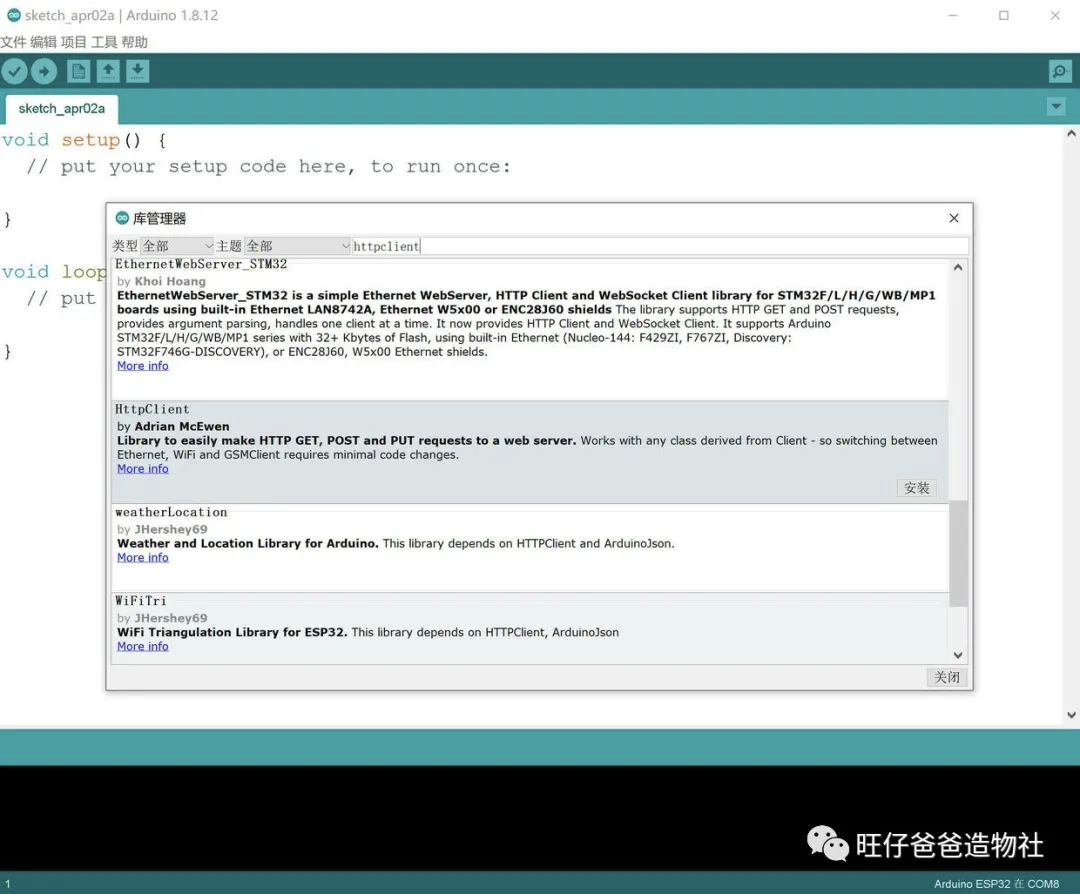 sketch_apr02a | Arduino 1.8.12
文件 编辑 项目 工具 帮助
sketch_apr02a
void setup() {
// put your setup code here, to run once:
}
void loop
// put
}
库管理器
类型 全部 主题 全部 httpclient
EthernetWebServer_STM32
by Khoi Hoang
EthernetWebServer_STM32 is a simple Ethernet WebServer, HTTP Client and WebSocket Client library for STM32F/L/H/G/WB/MP1
boards using built-in Ethernet LAN8742A, Ethernet W5x00 or ENC28J60 shields The library supports HTTP GET and POST requests,
provides argument parsing, handles one client at a time. It now provides HTTP Client and WebSocket Client. It supports Arduino
STM32F/L/H/G/WB/MP1 series with 32+ Kbytes of Flash, using built-in Ethernet (Nucleo-144: F429ZI, F767ZI, Discovery:
STM32F746G-DISCOVERY), or ENC28J60, W5x00 Ethernet shields.
More info
HttpClient
by Adrian McEwen
Library to easily make HTTP GET, POST and PUT requests to a web server. Works with any class derived from Client - so switching between
Ethernet, WiFi and GSMClient requires minimal code changes.
More info
安装
weatherLocation
by JHershey69
Weather and Location Library for Arduino. This library depends on HTTPClient and ArduinoJson.
More info
WiFiTri
by JHershey69
WiFi Triangulation Library for ESP32. This library depends on HTTPClient, ArduinoJson
More info
关闭
旺仔爸爸造物社
1
Arduino ESP32 在 COM8